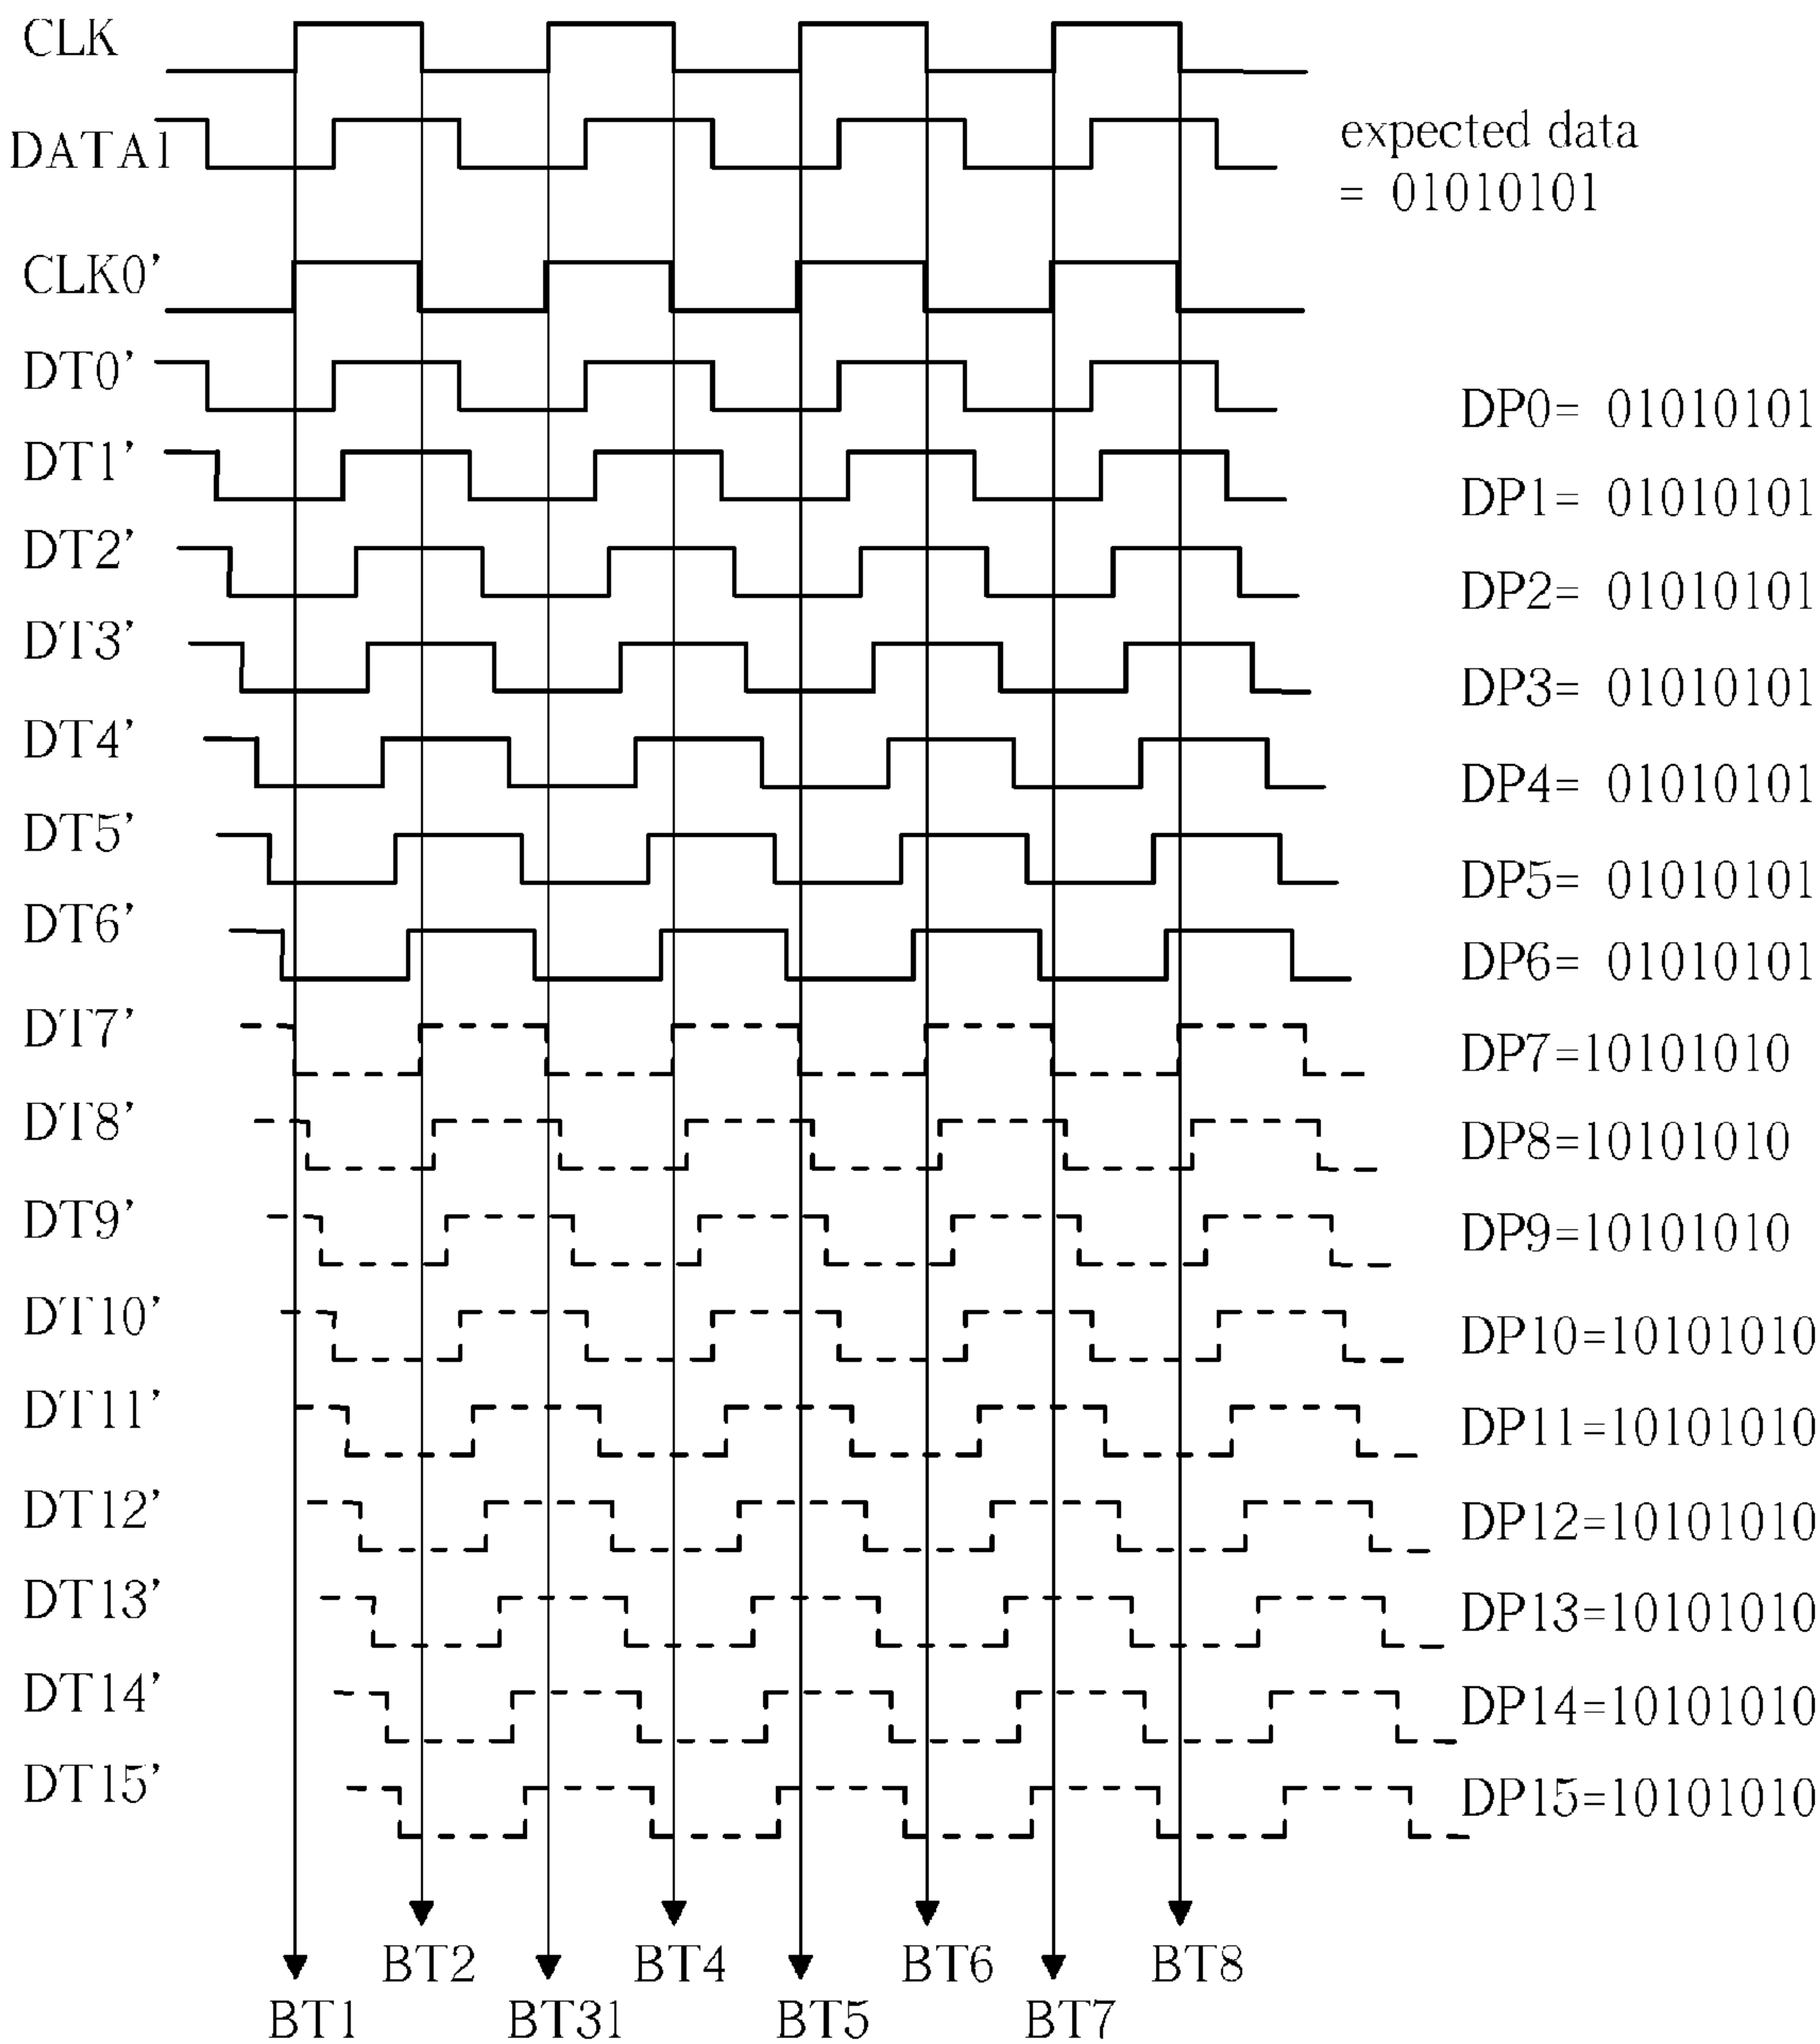 CLK
DATA1
expected data
= 01010101
CLK0'
DT0'
DP0= 01010101
DT1'
DP1= 01010101
DT2'
DP2= 01010101
DT3'
DP3= 01010101
DT4'
DP4= 01010101
DT5'
DP5= 01010101
DT6'
DP6= 01010101
DT7'
DP7=10101010
DT8'
DP8=10101010
DT9'
DP9=10101010
DT10'
DP10=10101010
DT11'
DP11=10101010
DT12'
DP12=10101010
DT13'
DP13=10101010
DT14'
DP14=10101010
DT15'
DP15=10101010
BT2 BT4 BT6 BT8
BT1 BT31 BT5 BT7